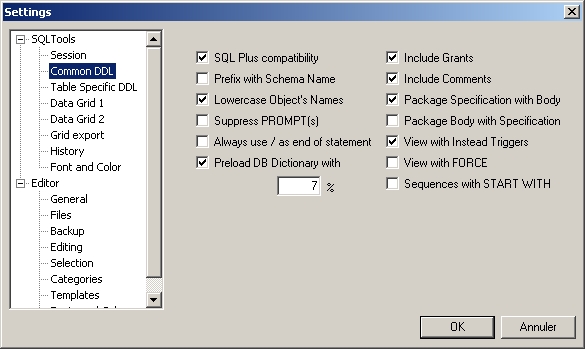 Settings
SQLTools
Session
Common DDL
Table Specific DDL
Data Grid 1
Data Grid 2
Grid export
History
Font and Color
Editor
General
Files
Backup
Editing
Selection
Categories
Templates
SQL Plus compatibility
Prefix with Schema Name
Lowercase Object's Names
Suppress PROMPT(s)
Always use / as end of statement
Preload DB Dictionary with
7 %
Include Grants
Include Comments
Package Specification with Body
Package Body with Specification
View with Instead Triggers
View with FORCE
Sequences with START WITH
OK
Annuler